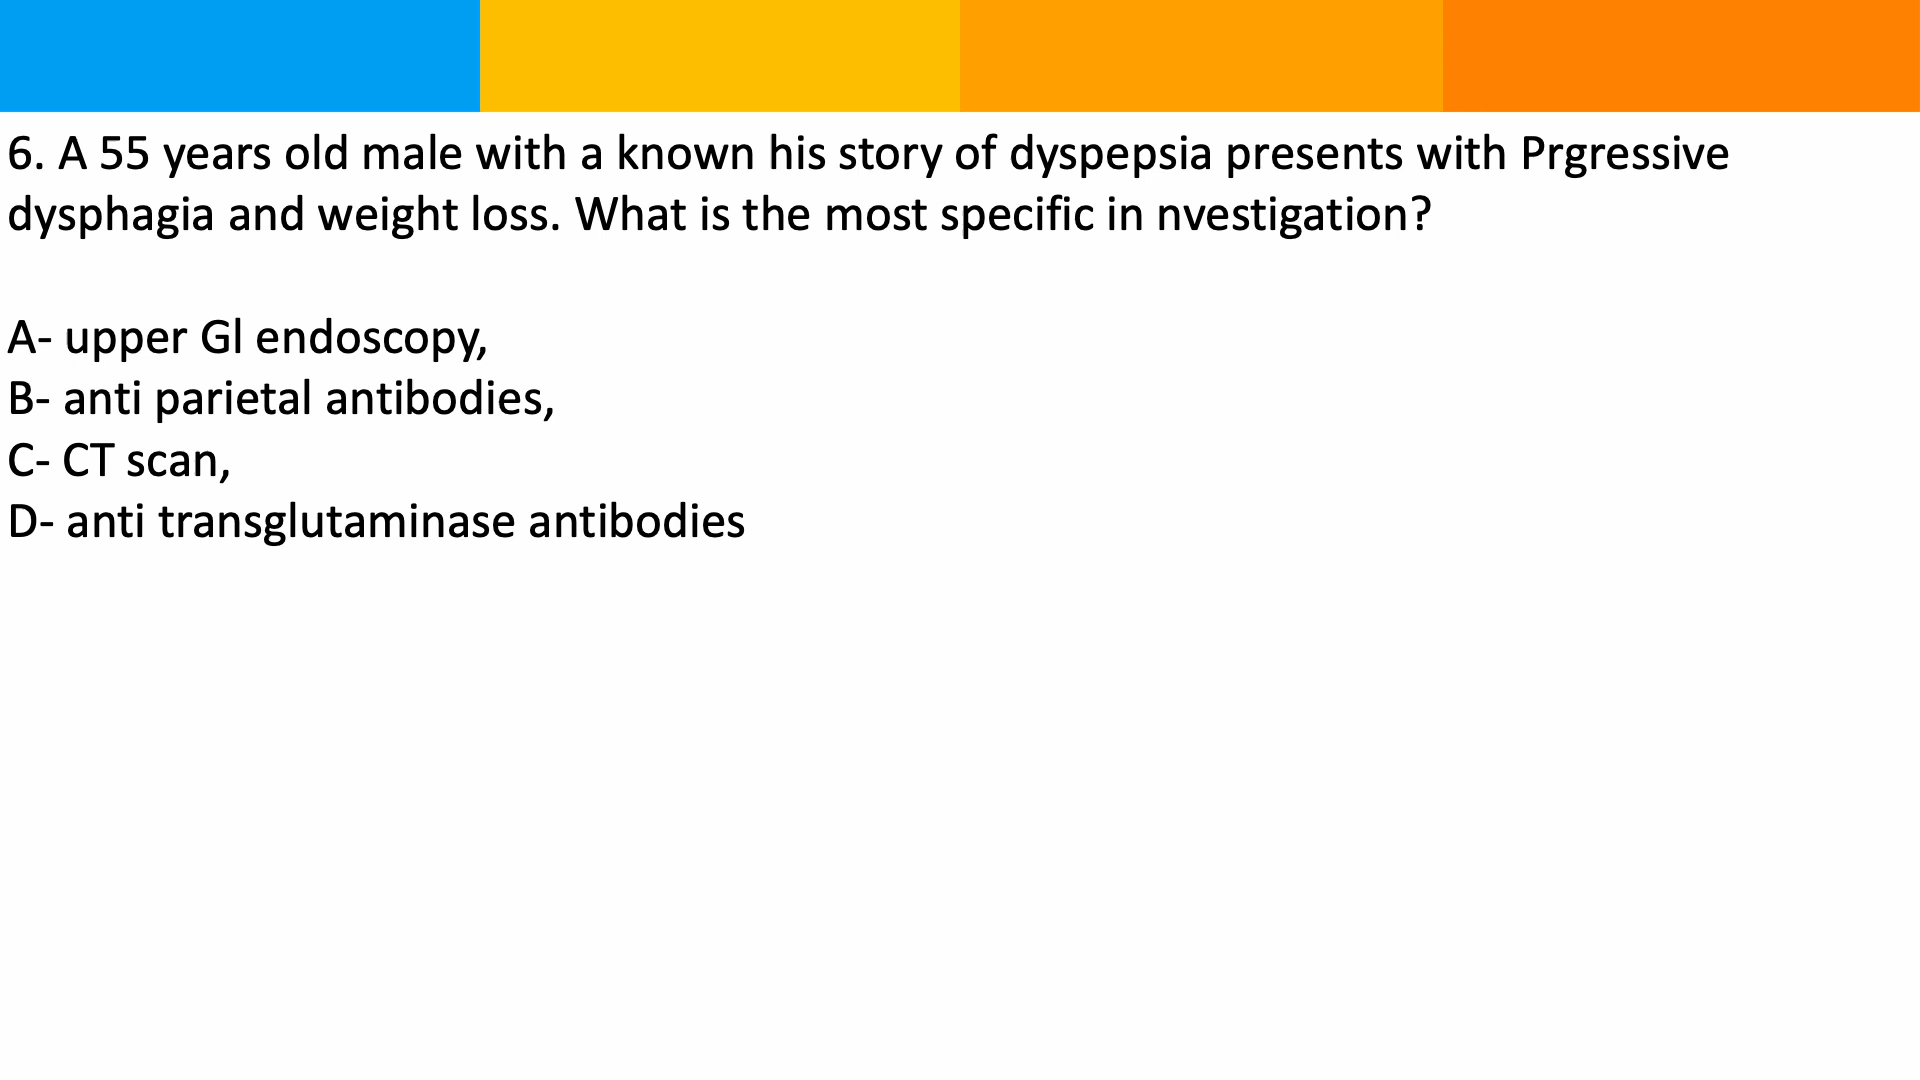 6. A 55 years old male with a known his story of dyspepsia presents with Prgressive
dysphagia and weight loss. What is the most specific in nvestigation?
A- upper Gl endoscopy,
B- anti parietal antibodies,
C- CT scan,
D- anti transglutaminase antibodies